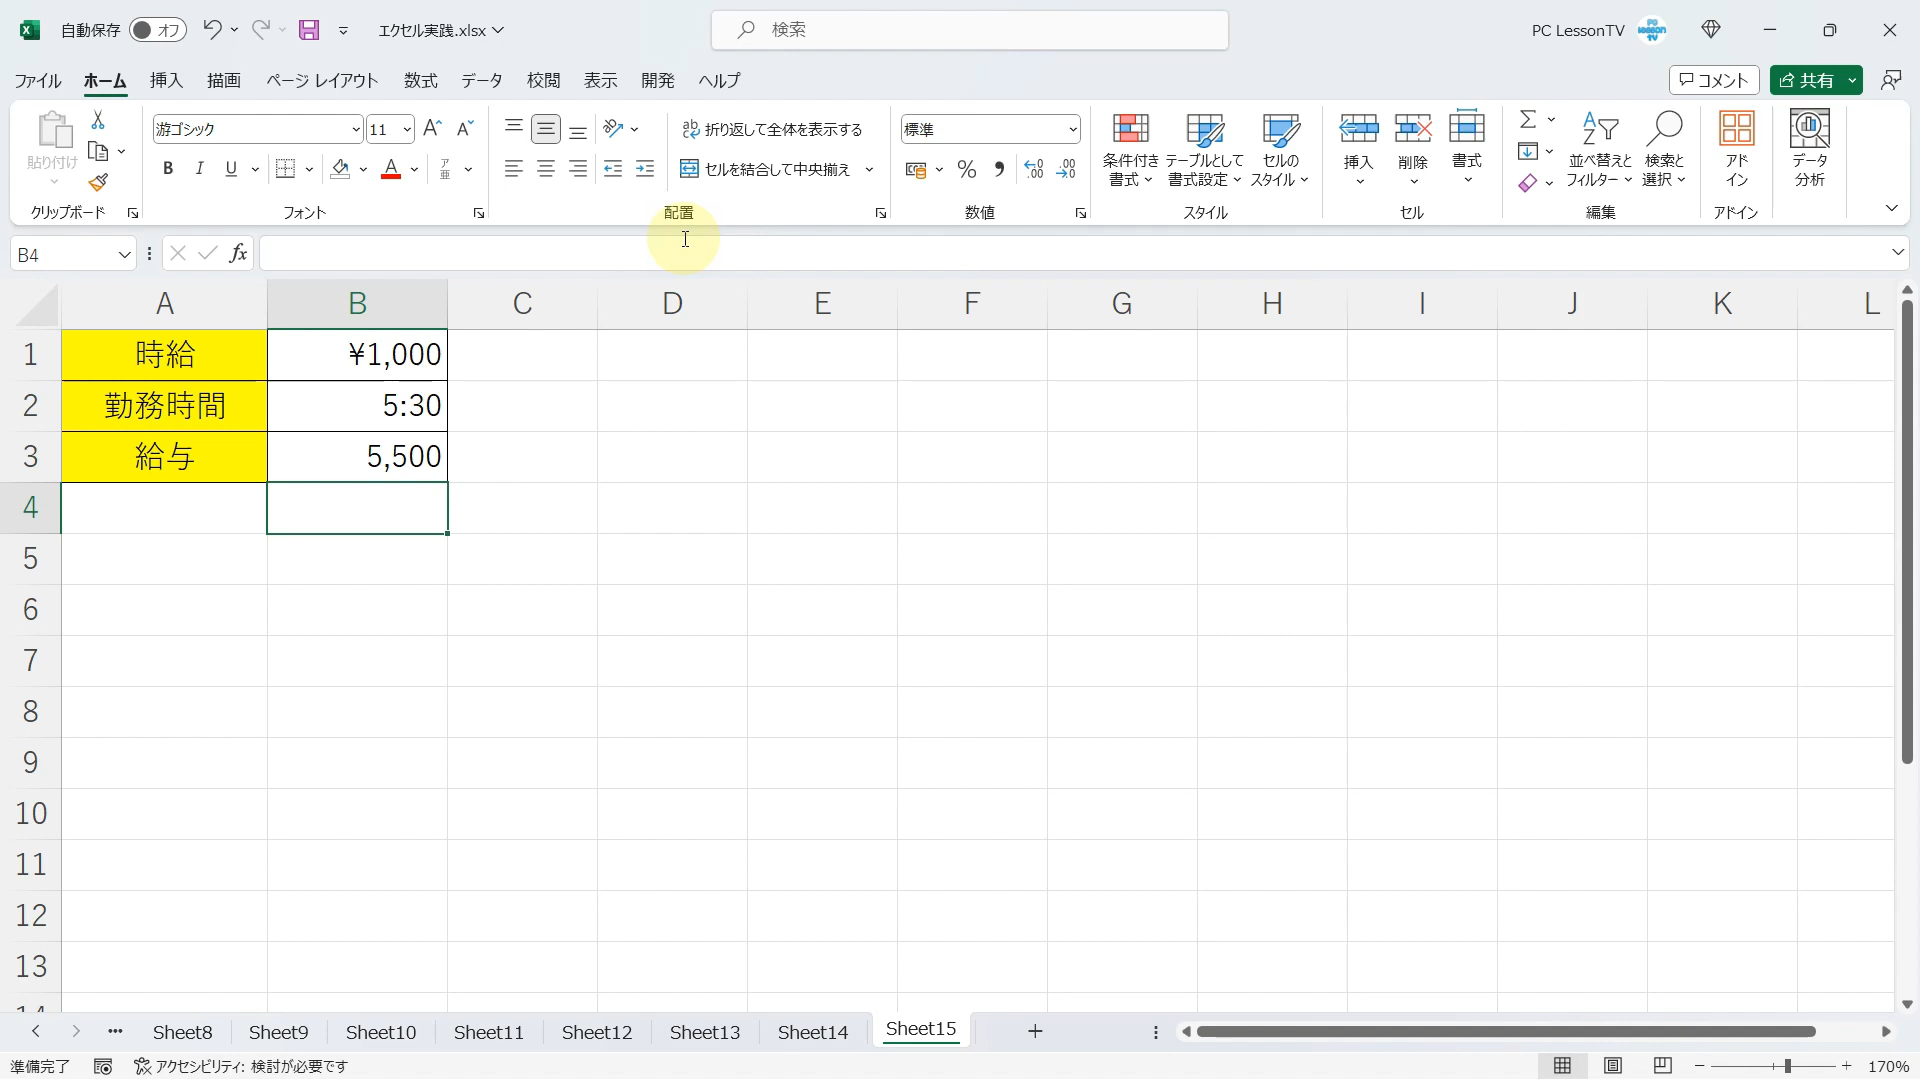 自動保存 オフ エクセル実践.xlsx 検索 PC LessonTV
ファイル ホーム 挿入 描画 ページ レイアウト 数式 データ 校閲 表示 開発 ヘルプ コメント 共有
貼り付け
クリップボード
游ゴシック 11
B I U A ア亜
フォント
折り返して全体を表示する
セルを結合して中央揃え
配置
標準
% 9
数値
条件付き書式 テーブルとして書式設定 セルのスタイル
スタイル
挿入 削除 書式
セル
並べ替えとフィルター 検索と選択
編集
アドイン
アドイン
データ分析
B4 fx
A B C D E F G H I J K L
1 時給 ¥1,000
2 勤務時間 5:30
3 給与 5,500
4
5
6
7
8
9
10
11
12
13
14
Sheet8 Sheet9 Sheet10 Sheet11 Sheet12 Sheet13 Sheet14 Sheet15
準備完了 アクセシビリティ: 検討が必要です 170%